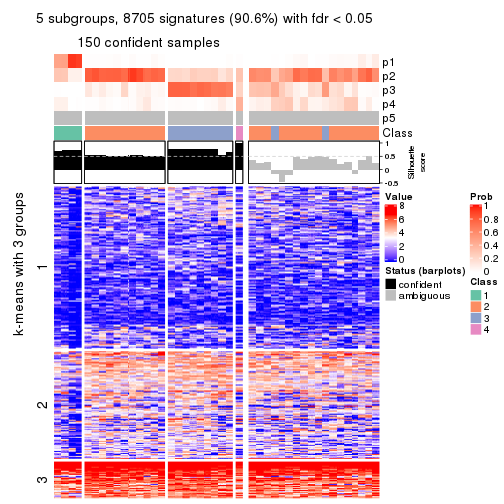 5 subgroups, 8705 signatures (90.6%) with fdr < 0.05
150 confident samples
p1
p2
p3
p4
p5
Class
1
0.5
0
-0.5
Silhouette
score
k-means with 3 groups
1
2
3
Value
8
6
4
2
0
Status (barplots)
confident
ambiguous
Prob
1
0.8
0.6
0.4
0.2
0
Class
1
2
3
4